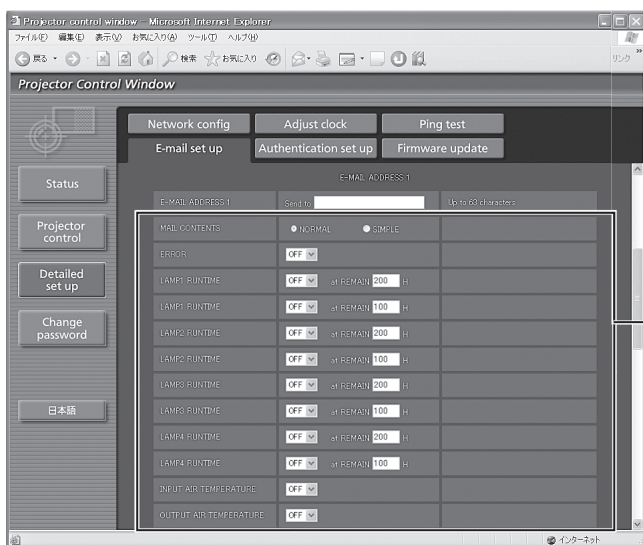 Projector control window - Microsoft Internet Explorer
ファイル(F) 編集(E) 表示(V) お気に入り(A) ツール(T) ヘルプ(H)
戻る 検索 お気に入り リンク »
Projector Control Window
Network config Adjust clock Ping test
E-mail set up Authentication set up Firmware update
Status
Projector control
Detailed set up
Change password
日本語
E-MAIL ADDRESS 1
E-MAIL ADDRESS 1 Send to Up to 63 characters
MAIL CONTENTS NORMAL SIMPLE
ERROR OFF
LAMP1 RUNTIME OFF at REMAIN 200 H
LAMP1 RUNTIME OFF at REMAIN 100 H
LAMP2 RUNTIME OFF at REMAIN 200 H
LAMP2 RUNTIME OFF at REMAIN 100 H
LAMP3 RUNTIME OFF at REMAIN 200 H
LAMP3 RUNTIME OFF at REMAIN 100 H
LAMP4 RUNTIME OFF at REMAIN 200 H
LAMP4 RUNTIME OFF at REMAIN 100 H
INPUT AIR TEMPERATURE OFF
OUTPUT AIR TEMPERATURE OFF
インターネット